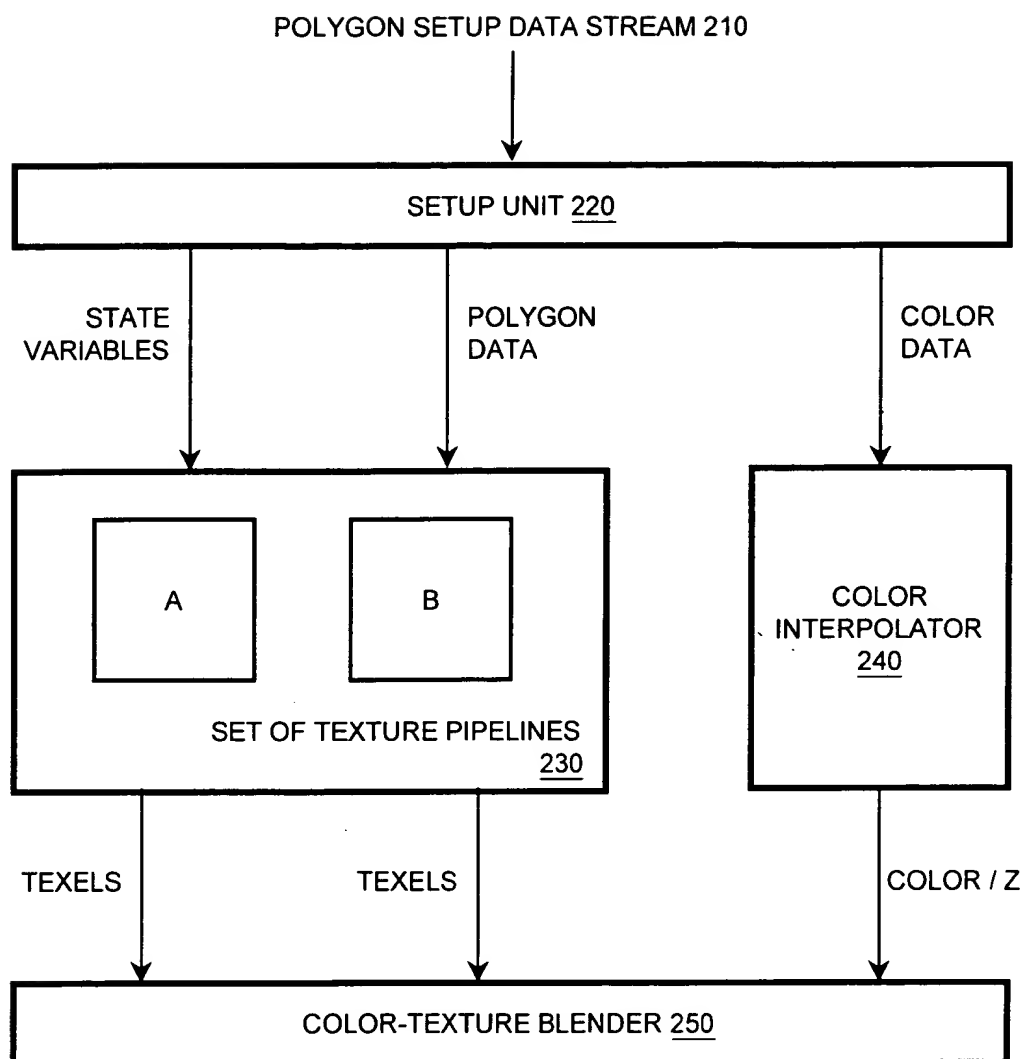 POLYGON SETUP DATA STREAM 210
SETUP UNIT 220
STATE
VARIABLES
POLYGON
DATA
COLOR
DATA
A
B
SET OF TEXTURE PIPELINES
230
COLOR
INTERPOLATOR
240
TEXELS
TEXELS
COLOR / Z
COLOR-TEXTURE BLENDER 250